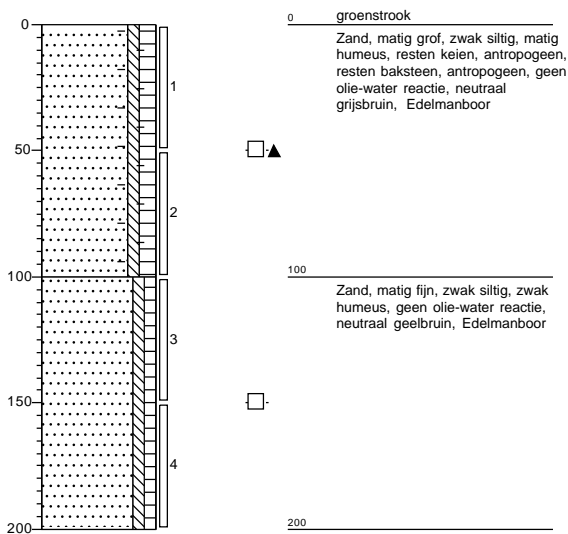 0
50
100
150
200
1
2
3
4
0
groenstrook
Zand, matig grof, zwak siltig, matig
humeus, resten keien, antropogeen,
resten baksteen, antropogeen, geen
olie-water reactie, neutraal
grijsbruin, Edelmanboor
100
Zand, matig fijn, zwak siltig, zwak
humeus, geen olie-water reactie,
neutraal geelbruin, Edelmanboor
200